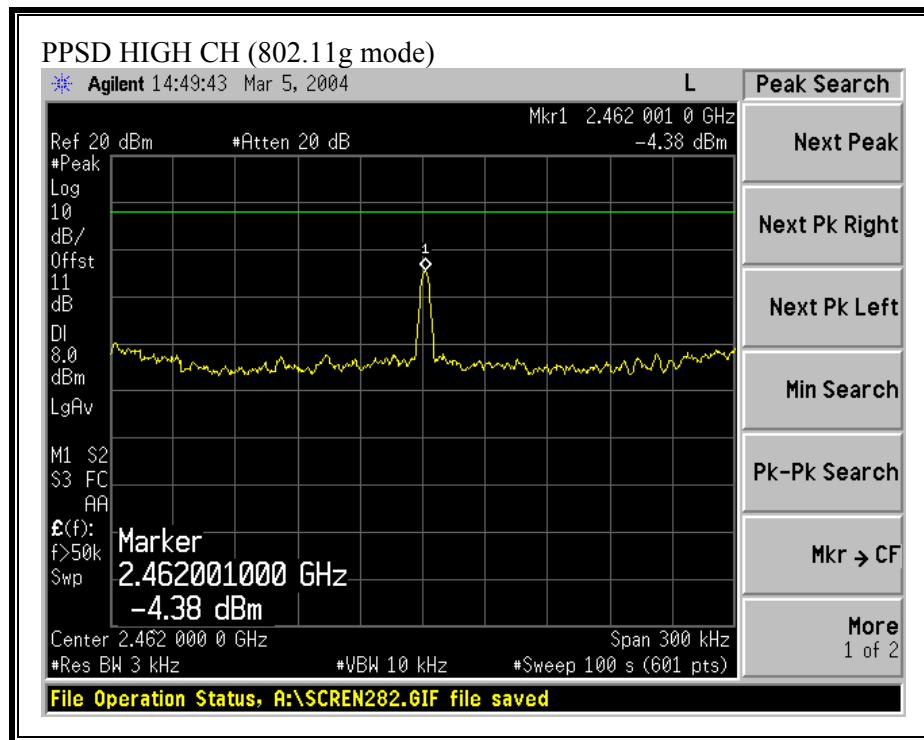 PPSD HIGH CH (802.11g mode)
Agilent 14:49:43 Mar 5, 2004 L
Peak Search
Mkr1 2.462 001 0 GHz
Ref 20 dBm #Atten 20 dB -4.38 dBm
#Peak
Log
10
dB/
Offst
11
dB
DI
8.0
dBm
LgAv
M1 S2
S3 FC
AA
£(f):
f>50k
Swp
1
Marker
2.462001000 GHz
-4.38 dBm
Center 2.462 000 0 GHz Span 300 kHz
#Res BW 3 kHz #VBW 10 kHz #Sweep 100 s (601 pts)
Next Peak
Next Pk Right
Next Pk Left
Min Search
Pk-Pk Search
Mkr → CF
More
1 of 2
File Operation Status, A:\SCREN282.GIF file saved